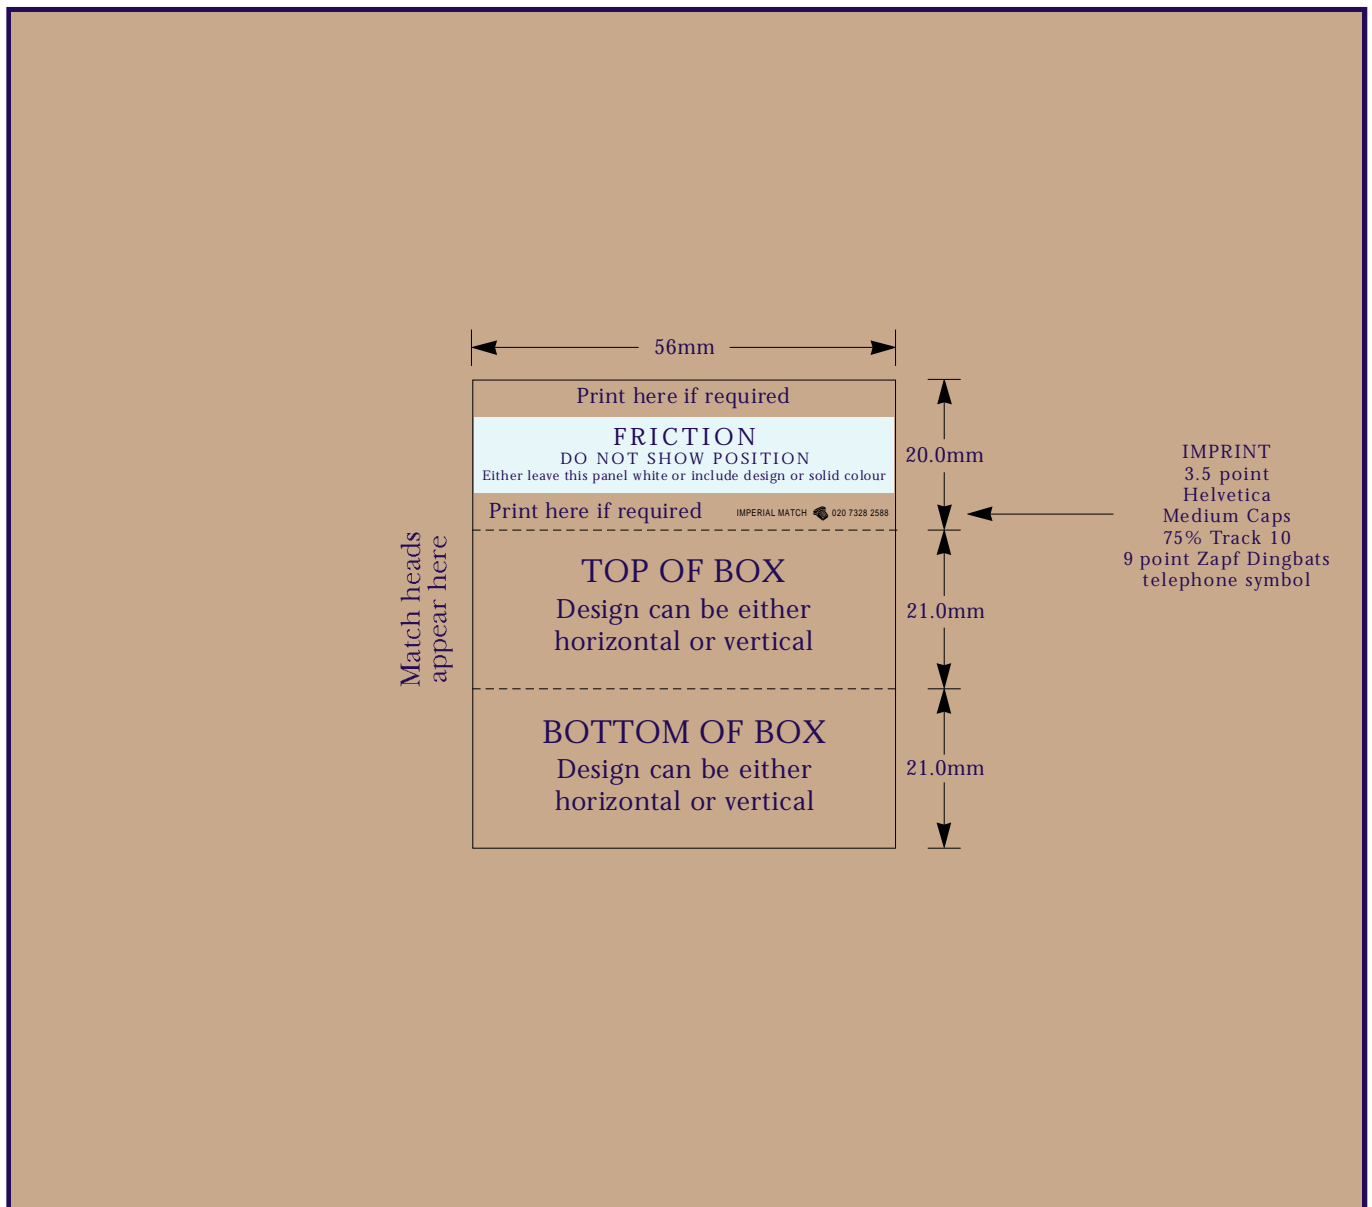 56mm
Print here if required
FRICTION
DO NOT SHOW POSITION
Either leave this panel white or include design or solid colour
Print here if required
IMPERIAL MATCH 020 7328 2588
20.0mm
IMPRINT
3.5 point
Helvetica
Medium Caps
75% Track 10
9 point Zapf Dingbats
telephone symbol
Match heads
appear here
TOP OF BOX
Design can be either
horizontal or vertical
21.0mm
BOTTOM OF BOX
Design can be either
horizontal or vertical
21.0mm